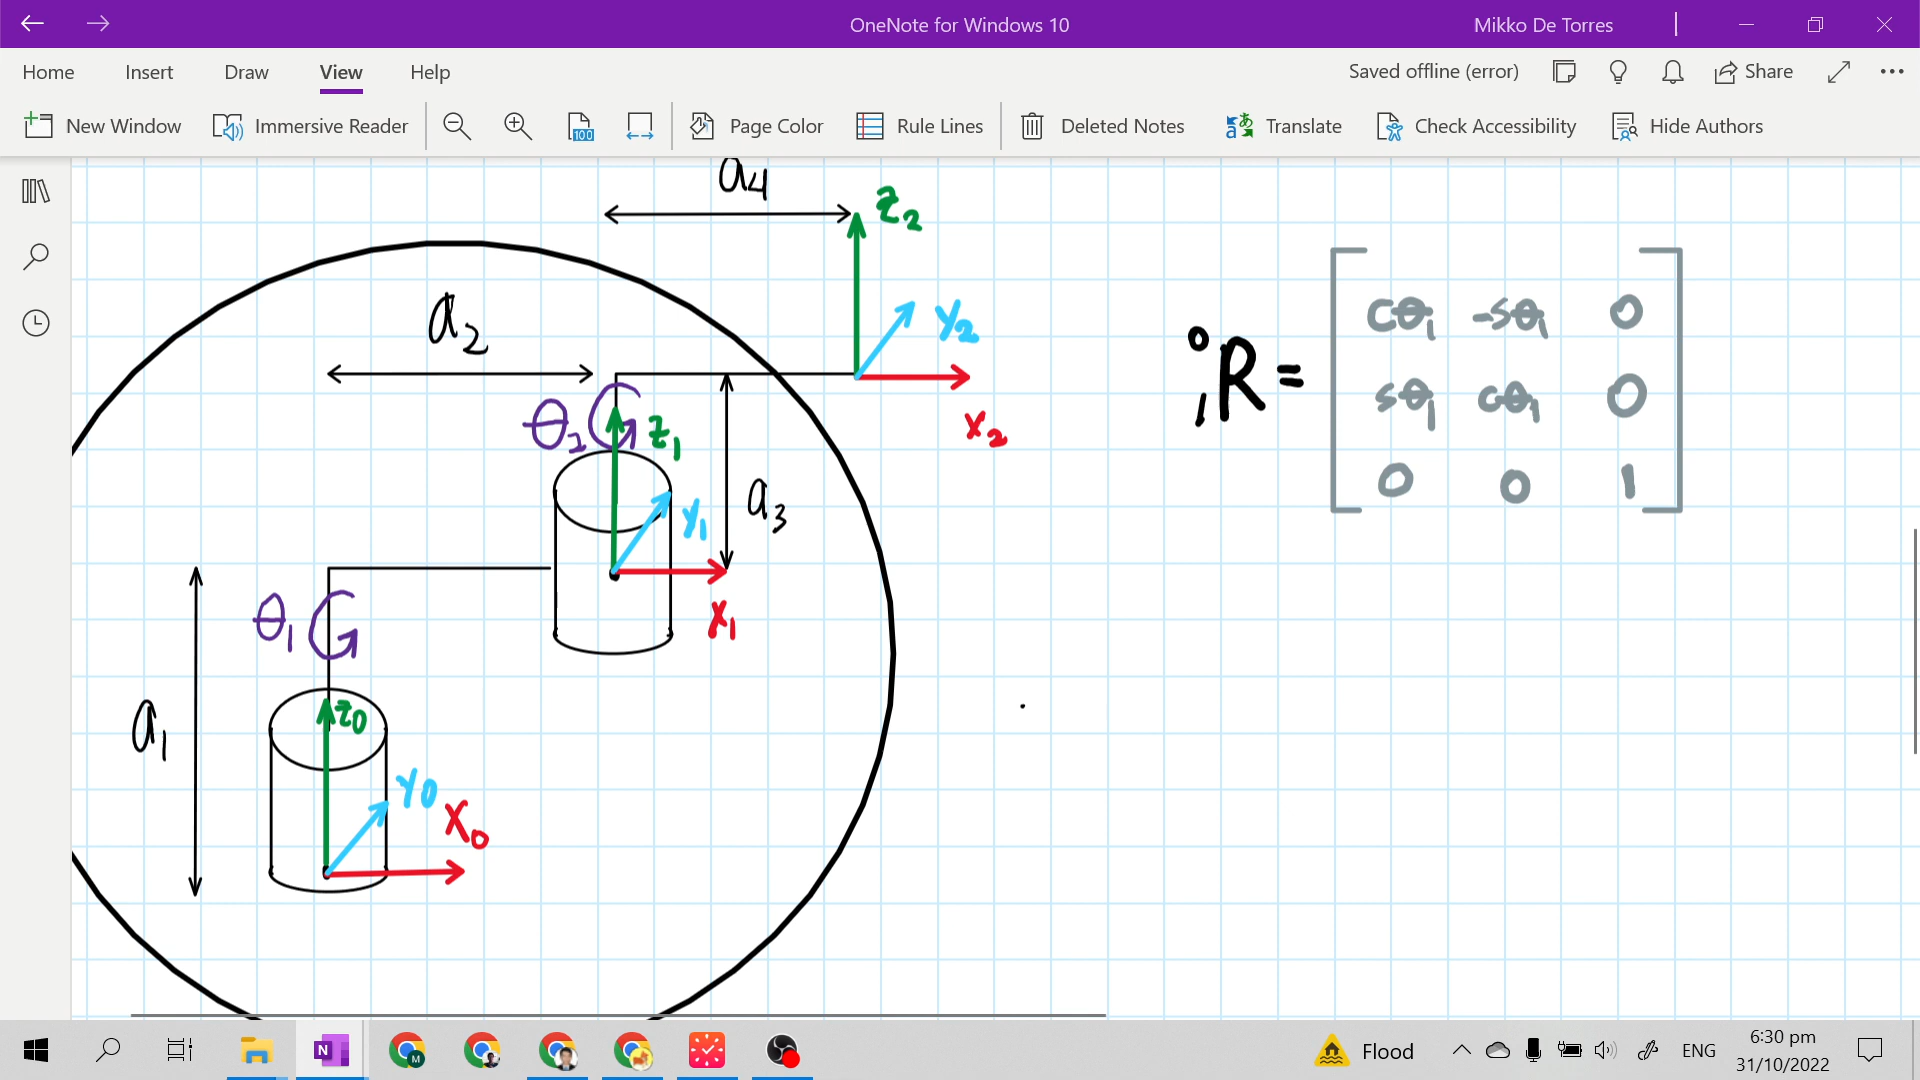 OneNote for Windows 10
Mikko De Torres
Home Insert Draw View Help
Saved offline (error)
Share
New Window
Immersive Reader
100
Page Color
Rule Lines
Deleted Notes
Translate
Check Accessibility
Hide Authors
a4
z2
y2
x2
a2
θ2
z1
y1
x1
a3
θ1
a1
z0
y0
x0
0 1 R =
cθ1 -sθ1 0
sθ1 cθ1 0
0 0 1
N
M
Flood
ENG
6:30 pm
31/10/2022